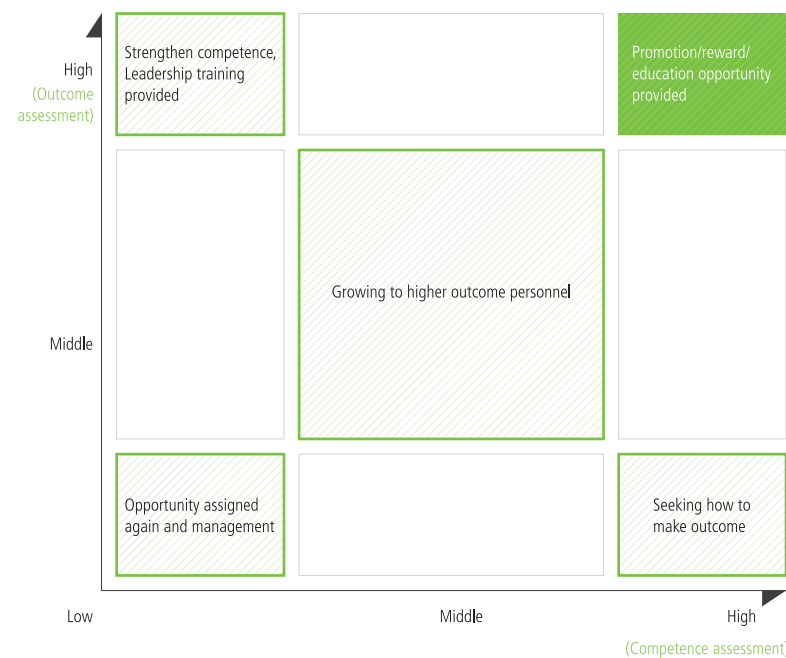 High
(Outcome
assessment)
Strengthen competence,
Leadership training
provided
Promotion/reward/
education opportunity
provided
Middle
Growing to higher outcome personnel
Opportunity assigned
again and management
Seeking how to
make outcome
Low
Middle
High
(Competence assessment)